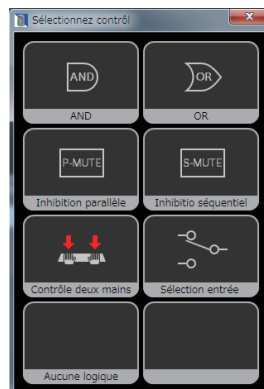 Sélectionnez contrôl
AND OR
AND OR
P-MUTE S-MUTE
Inhibition parallèle Inhibitio séquentiel
Contrôle deux mains Sélection entrée
Aucune logique